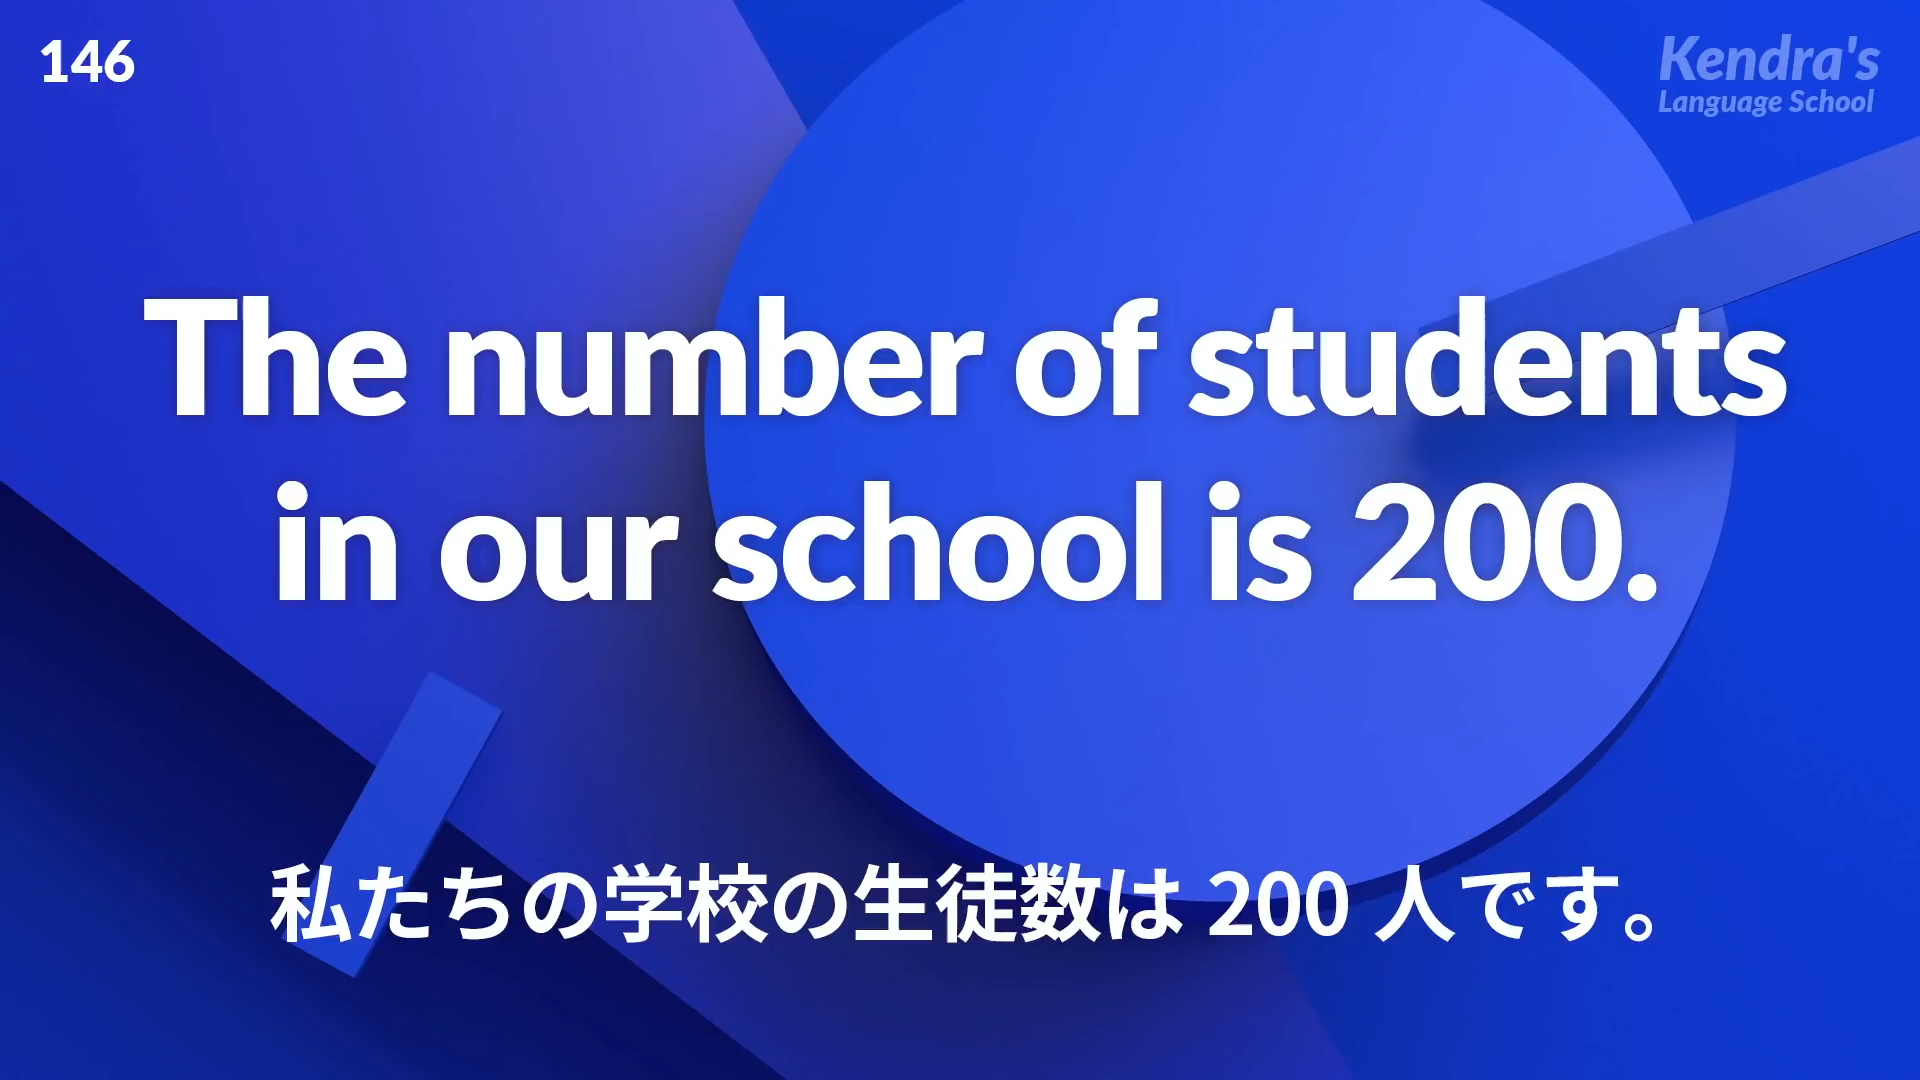 146
Kendra's
Language School
The number of students
in our school is 200.
私たちの学校の生徒数は 200 人です。